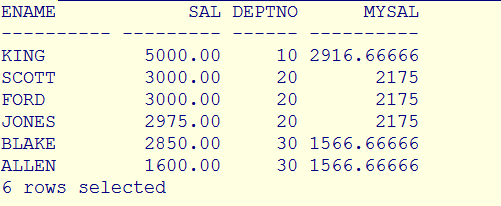 ENAME            SAL DEPTNO      MYSAL
---------- --------- ------ ----------
KING         5000.00     10 2916.66666
SCOTT        3000.00     20       2175
FORD         3000.00     20       2175
JONES        2975.00     20       2175
BLAKE        2850.00     30 1566.66666
ALLEN        1600.00     30 1566.66666
6 rows selected